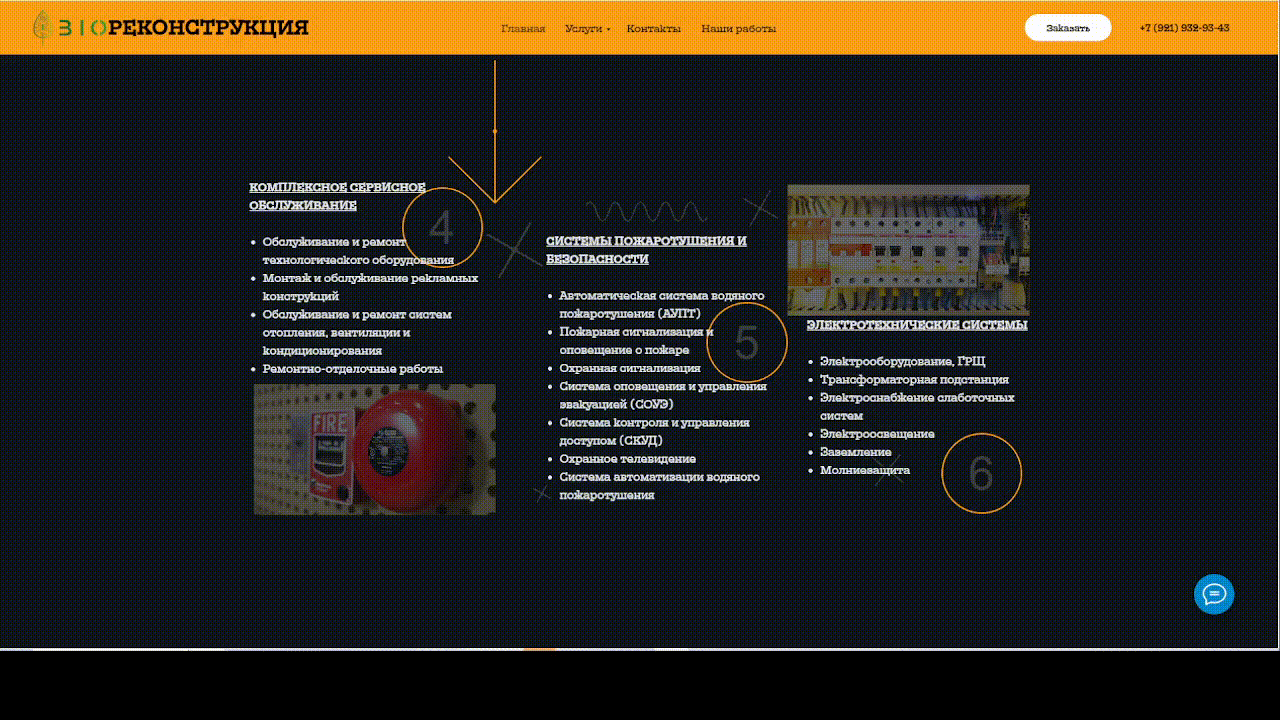 BIOРЕКОНСТРУКЦИЯ
Главная
Услуги
Контакты
Наши работы
Заказать
+7 (921) 932-93-43
КОМПЛЕКСНОЕ СЕРВИСНОЕ
ОБСЛУЖИВАНИЕ
4
Обслуживание и ремонт
технологического оборудования
Монтаж и обслуживание рекламных
конструкций
Обслуживание и ремонт систем
отопления, вентиляции и
кондиционирования
Ремонтно-отделочные работы
FIRE
СИСТЕМЫ ПОЖАРОТУШЕНИЯ И
БЕЗОПАСНОСТИ
5
Автоматическая система водяного
пожаротушения (АУПТ)
Пожарная сигнализация и
оповещение о пожаре
Охранная сигнализация
Система оповещения и управления
эвакуацией (СОУЭ)
Система контроля и управления
доступом (СКУД)
Охранное телевидение
Система автоматизации водяного
пожаротушения
ЭЛЕКТРОТЕХНИЧЕСКИЕ СИСТЕМЫ
Электрооборудование, ГРЩ
Трансформаторная подстанция
Электроснабжение слаботочных
систем
Электроосвещение
Заземление
Молниезащита
6